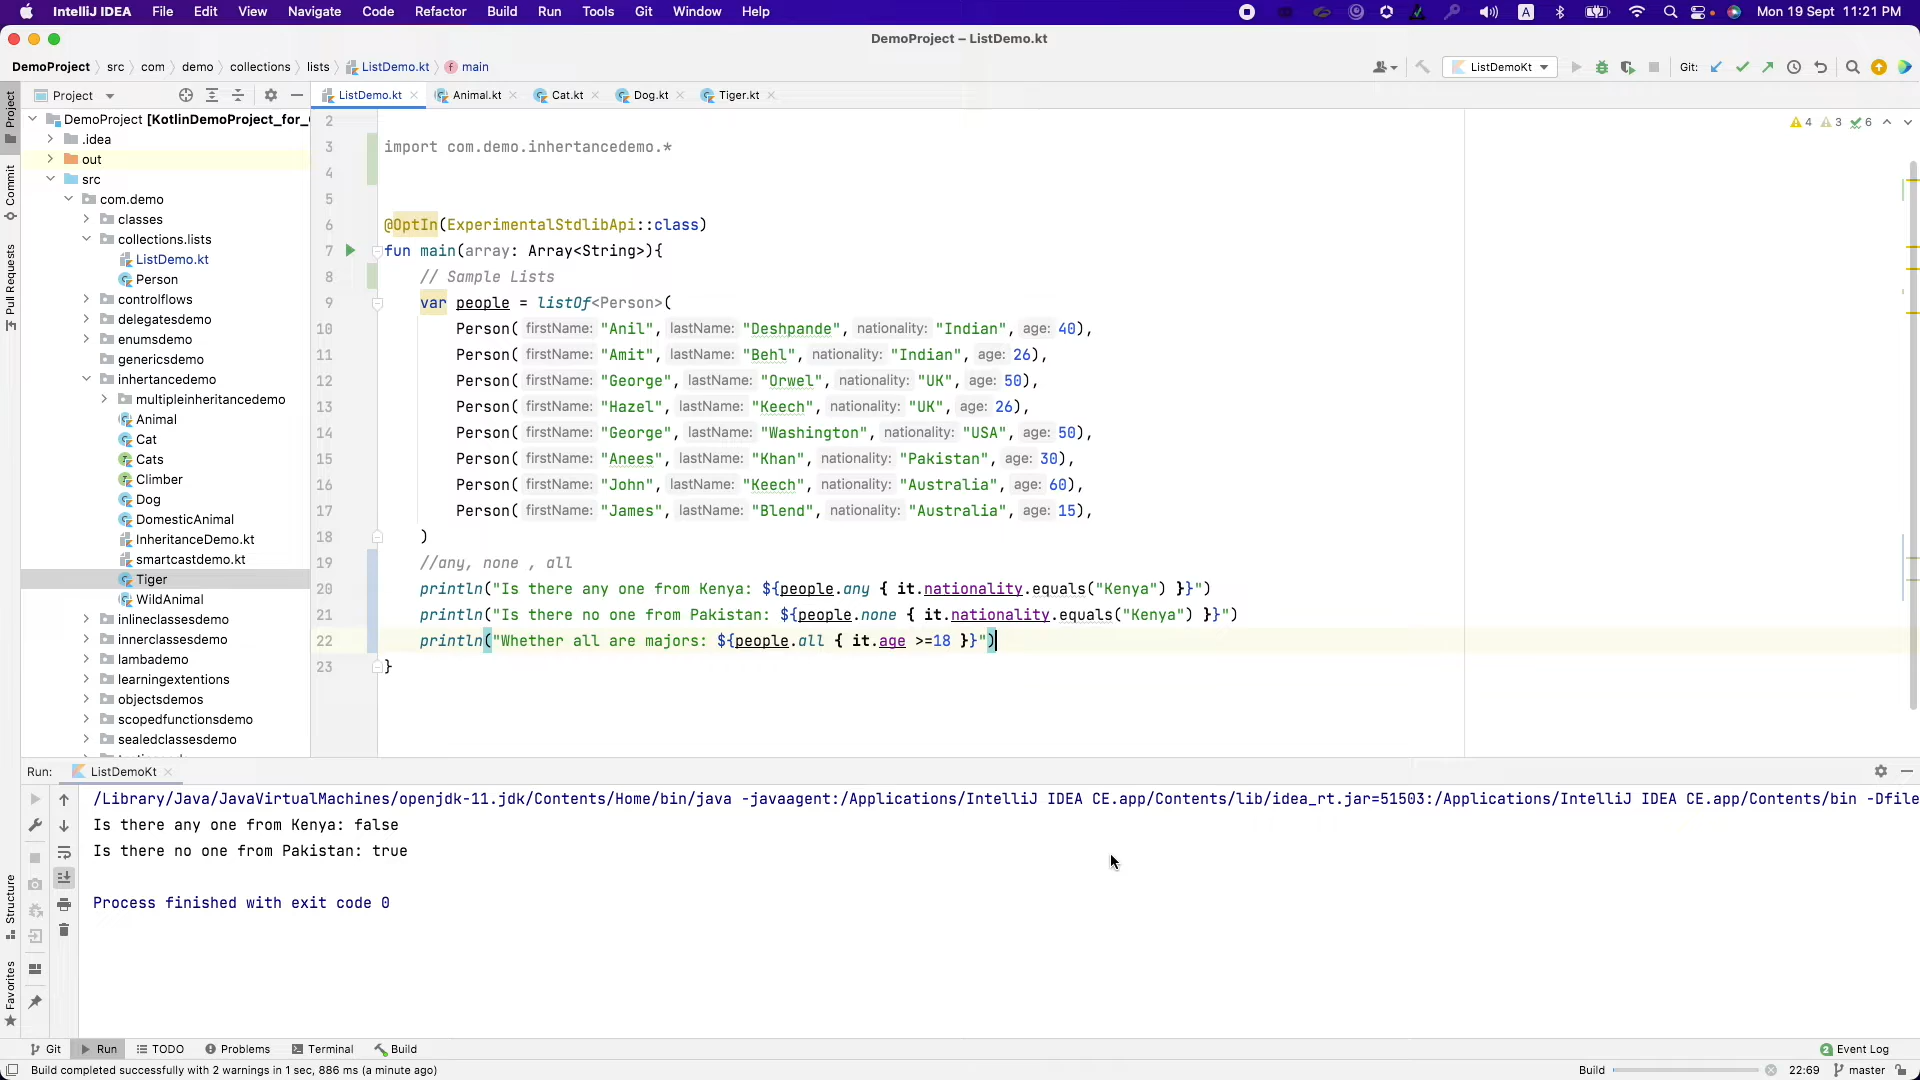 IntelliJ IDEA File Edit View Navigate Code Refactor Build Run Tools Git Window Help A Mon 19 Sept 11:21 PM
DemoProject – ListDemo.kt
DemoProject src com demo collections lists ListDemo.kt main ListDemoKt Git:
Project ListDemo.kt Animal.kt Cat.kt Dog.kt Tiger.kt
Project
Commit
Pull Requests
Structure
Favorites
DemoProject [KotlinDemoProject_for_
.idea
out
src
com.demo
classes
collections.lists
ListDemo.kt
Person
controlflows
delegatesdemo
enumsdemo
genericsdemo
inhertancedemo
multipleinheritancedemo
Animal
Cat
Cats
Climber
Dog
DomesticAnimal
InheritanceDemo.kt
smartcastdemo.kt
Tiger
WildAnimal
inlineclassesdemo
innerclassesdemo
lambademo
learningextentions
objectsdemo
scopedfunctionsdemo
sealedclassesdemo
4 3 6
2
3 import com.demo.inhertancedemo.*
4
5
6 @OptIn(ExperimentalStdlibApi::class)
7 fun main(array: Array<String>){
8 // Sample Lists
9 var people = listOf<Person>(
10 Person( firstName: "Anil", lastName: "Deshpande", nationality: "Indian", age: 40),
11 Person( firstName: "Amit", lastName: "Behl", nationality: "Indian", age: 26),
12 Person( firstName: "George", lastName: "Orwel", nationality: "UK", age: 50),
13 Person( firstName: "Hazel", lastName: "Keech", nationality: "UK", age: 26),
14 Person( firstName: "George", lastName: "Washington", nationality: "USA", age: 50),
15 Person( firstName: "Anees", lastName: "Khan", nationality: "Pakistan", age: 30),
16 Person( firstName: "John", lastName: "Keech", nationality: "Australia", age: 60),
17 Person( firstName: "James", lastName: "Blend", nationality: "Australia", age: 15),
18 )
19 //any, none , all
20 println("Is there any one from Kenya: ${people.any { it.nationality.equals("Kenya") }}")
21 println("Is there no one from Pakistan: ${people.none { it.nationality.equals("Kenya") }}")
22 println("Whether all are majors: ${people.all { it.age >=18 }}")
23 }
Run: ListDemoKt
/Library/Java/JavaVirtualMachines/openjdk-11.jdk/Contents/Home/bin/java -javaagent:/Applications/IntelliJ IDEA CE.app/Contents/lib/idea_rt.jar=51503:/Applications/IntelliJ IDEA CE.app/Contents/bin -Dfile
Is there any one from Kenya: false
Is there no one from Pakistan: true
Process finished with exit code 0
Git Run TODO Problems Terminal Build 2 Event Log
Build completed successfully with 2 warnings in 1 sec, 886 ms (a minute ago) Build 22:69 master